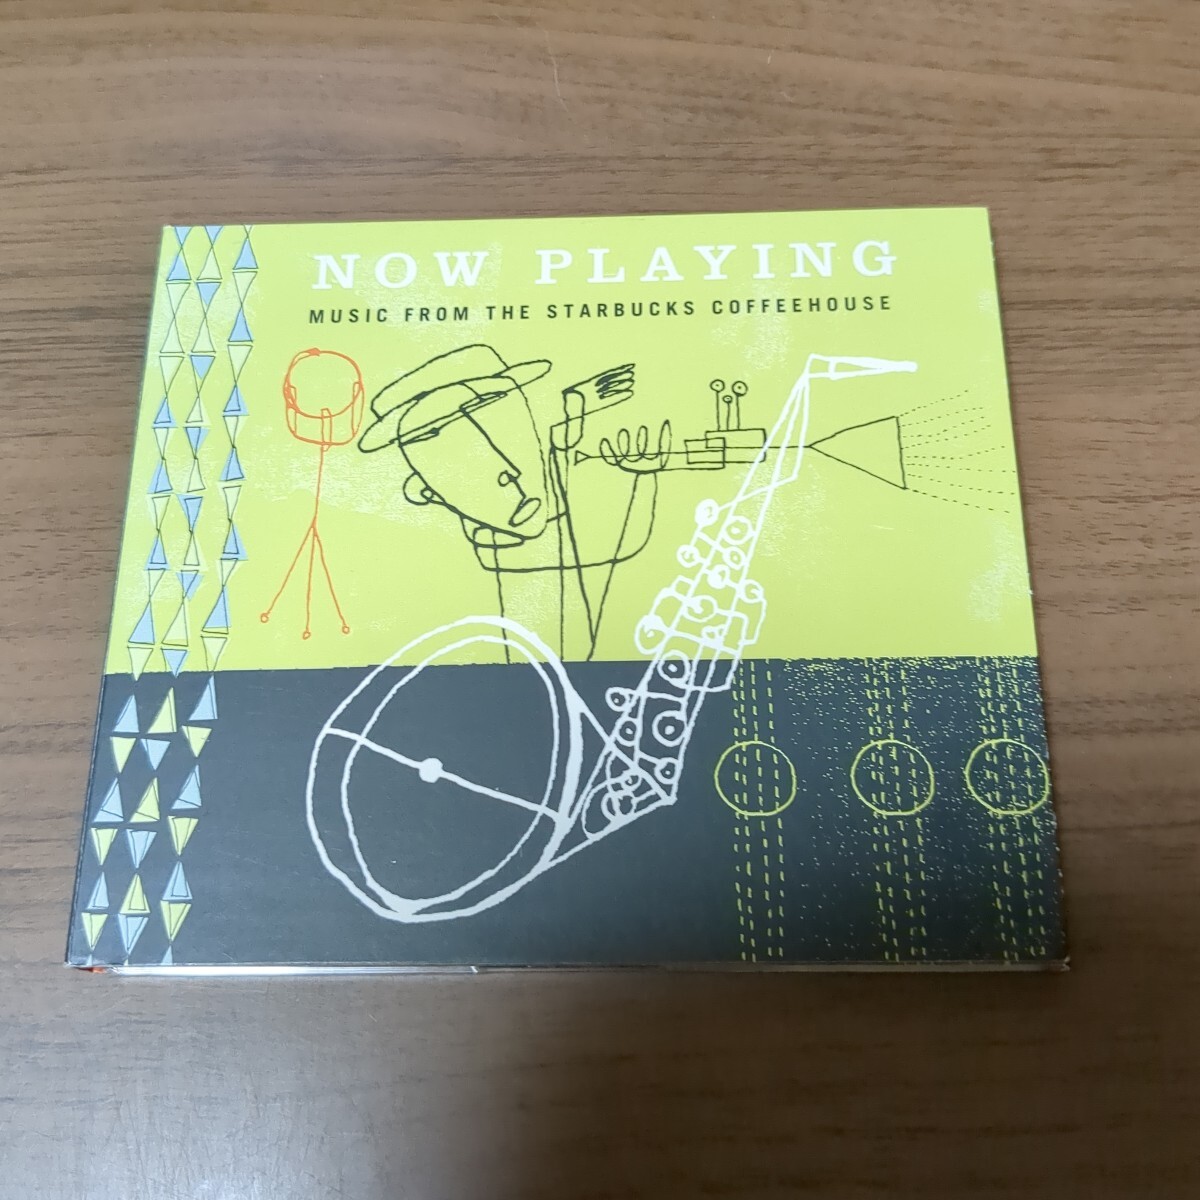 NOW PLAYING
MUSIC FROM THE STARBUCKS COFFEEHOUSE